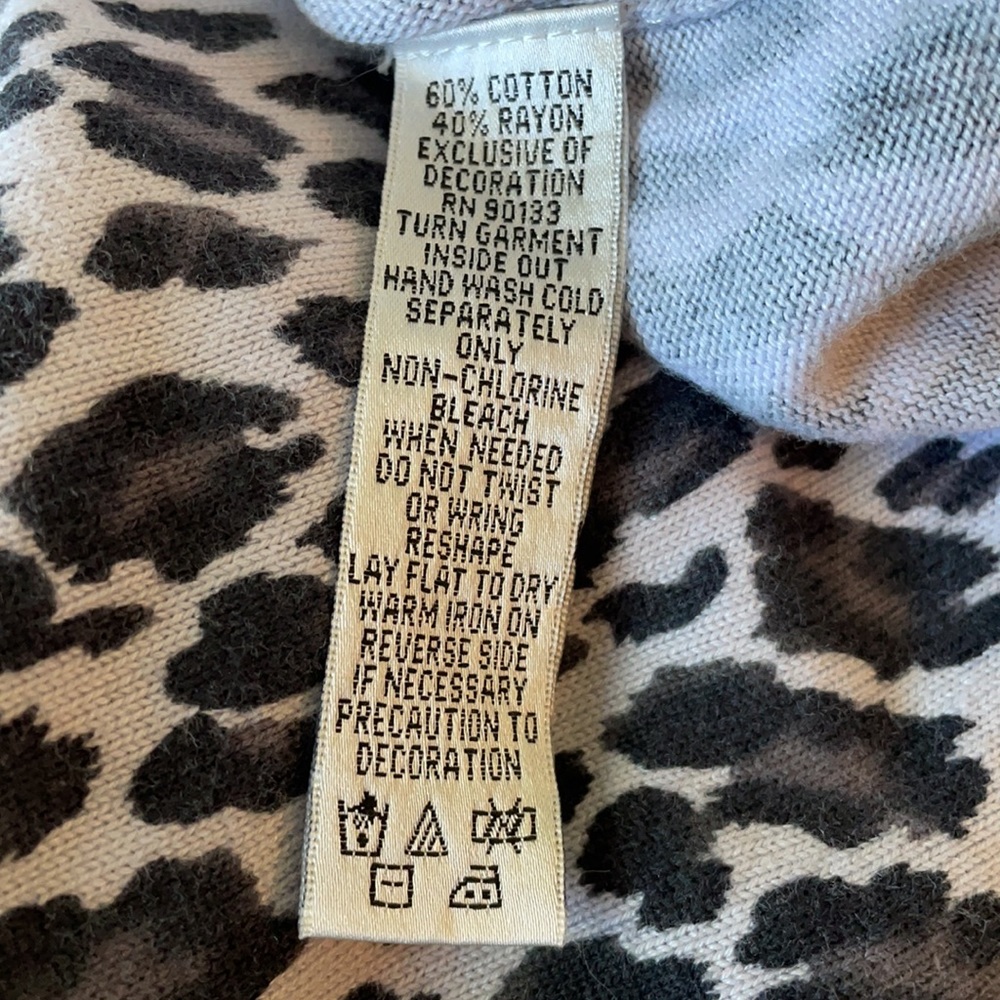 60% COTTON
40% RAYON
EXCLUSIVE OF
DECORATION
RN 90133
TURN GARMENT
INSIDE OUT
HAND WASH COLD
SEPARATELY
ONLY
NON-CHLORINE
BLEACH
WHEN NEEDED
DO NOT TWIST
OR WRING
RESHAPE
LAY FLAT TO DRY
WARM IRON ON
REVERSE SIDE
IF NECESSARY
PRECAUTION TO
DECORATION